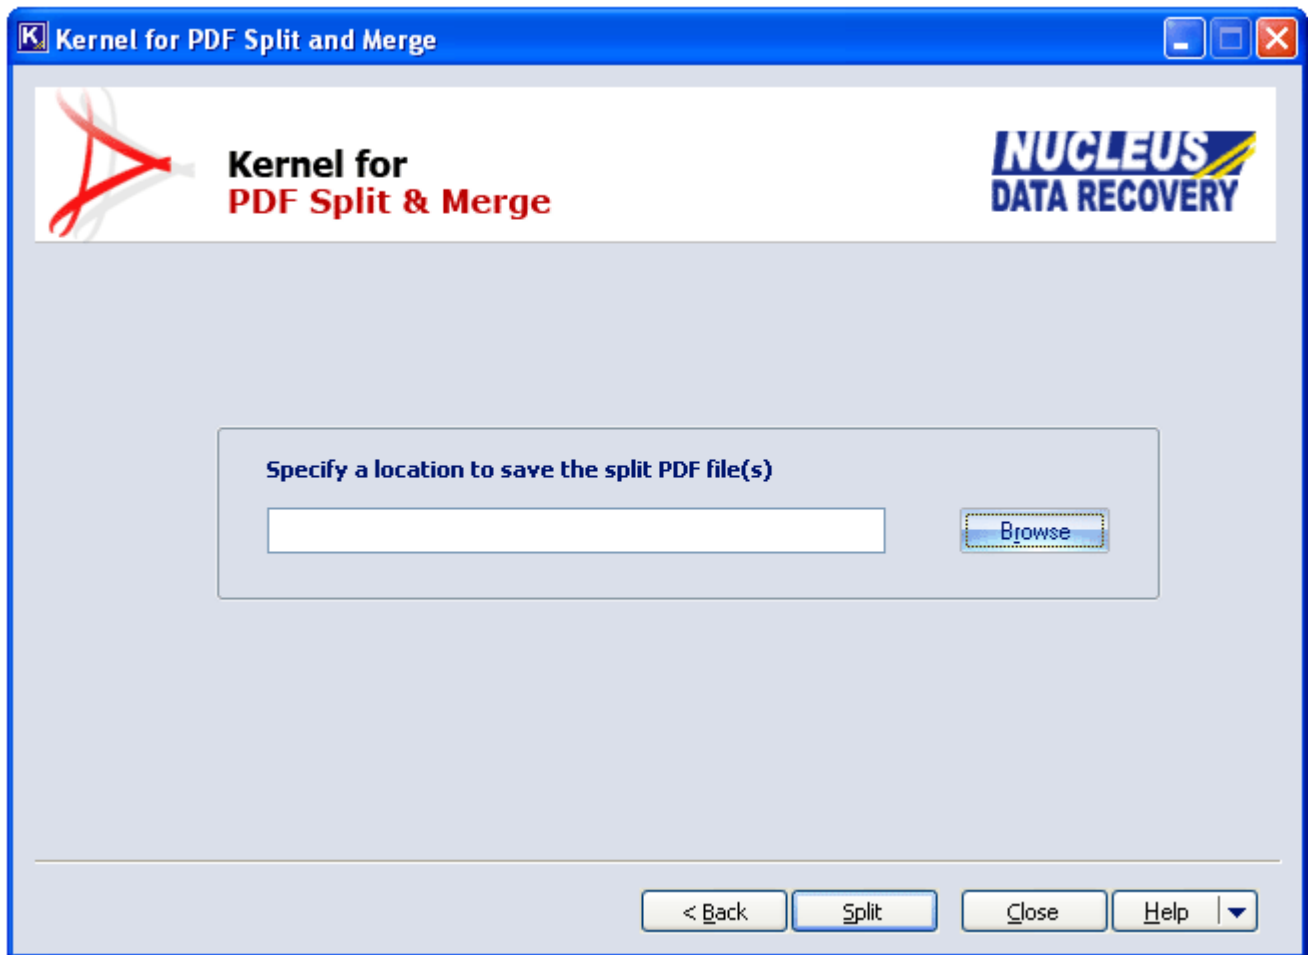 K
Kernel for PDF Split and Merge
Kernel for
PDF Split & Merge
NUCLEUS
DATA RECOVERY
Specify a location to save the split PDF file(s)
Browse
< Back
Split
Close
Help